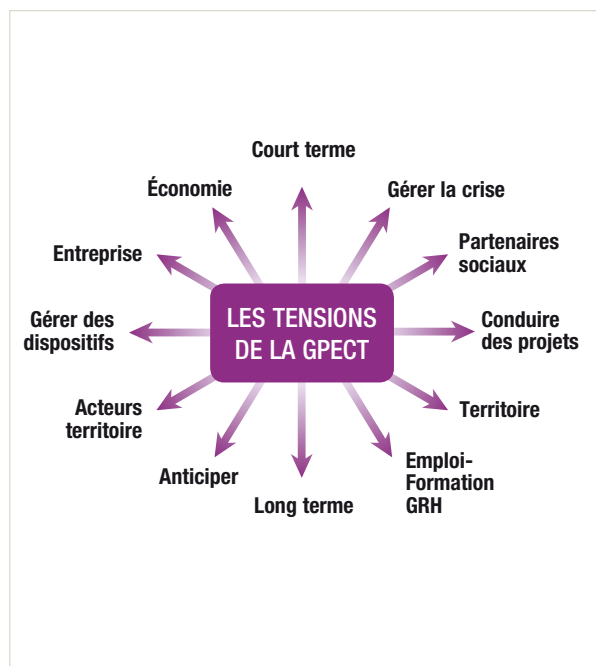 Court terme
Économie
Gérer la crise
Entreprise
Partenaires
sociaux
LES TENSIONS
DE LA GPECT
Gérer des
dispositifs
Conduire
des projets
Acteurs
territoire
Territoire
Anticiper
Emploi-
Formation
GRH
Long terme